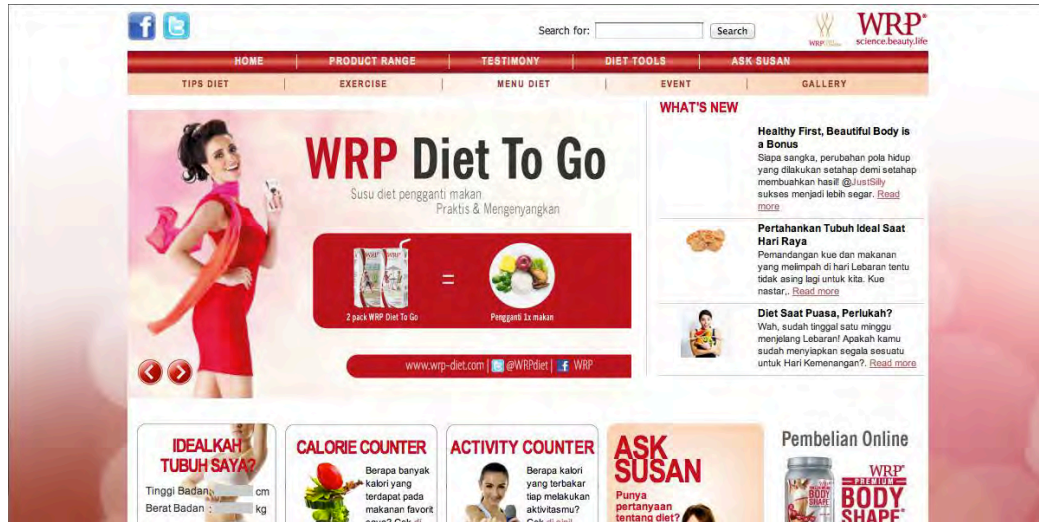 Search for:
Search
WRP
WRP®
science.beauty.life
HOME
PRODUCT RANGE
TESTIMONY
DIET TOOLS
ASK SUSAN
TIPS DIET
EXERCISE
MENU DIET
EVENT
GALLERY
WRP Diet To Go
Susu diet pengganti makan
Praktis & Mengenyangkan
=
2 pack WRP Diet To Go
Pengganti 1x makan
www.wrp-diet.com | @WRPdiet | f WRP
WHAT'S NEW
Healthy First, Beautiful Body is
a Bonus
Siapa sangka, perubahan pola hidup
yang dilakukan setahap demi setahap
membuahkan hasil! @JustSilly
sukses menjadi lebih segar. Read
more
Pertahankan Tubuh Ideal Saat
Hari Raya
Pemandangan kue dan makanan
yang melimpah di hari Lebaran tentu
tidak asing lagi untuk kita. Kue
nastar,. Read more
Diet Saat Puasa, Perlukah?
Wah, sudah tinggal satu minggu
menjelang Lebaran! Apakah kamu
sudah menyiapkan segala sesuatu
untuk Hari Kemenangan?. Read more
IDEALKAH
TUBUH SAYA?
Tinggi Badan: cm
Berat Badan : kg
CALORIE COUNTER
Berapa banyak
kalori yang
terdapat pada
makanan favorit
ACTIVITY COUNTER
Berapa kalori
yang terbakar
tiap melakukan
aktivitasmu?
ASK
SUSAN
Punya
pertanyaan
tentang diet?
Pembelian Online
WRP®
PREMIUM
BODY
SHAPE